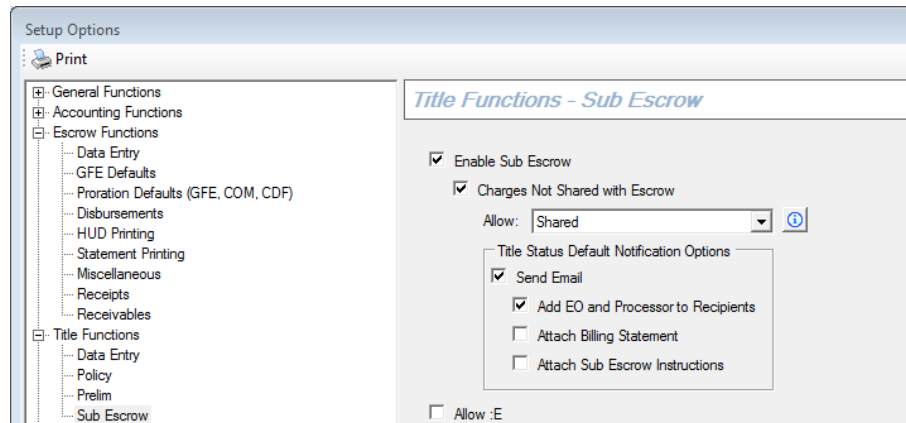 Setup Options
Print
General Functions
Accounting Functions
Escrow Functions
Data Entry
GFE Defaults
Proration Defaults (GFE, COM, CDF)
Disbursements
HUD Printing
Statement Printing
Miscellaneous
Receipts
Receivables
Title Functions
Data Entry
Policy
Prelim
Sub Escrow
Title Functions - Sub Escrow
Enable Sub Escrow
Charges Not Shared with Escrow
Allow: Shared
Title Status Default Notification Options
Send Email
Add EO and Processor to Recipients
Attach Billing Statement
Attach Sub Escrow Instructions
Allow :E